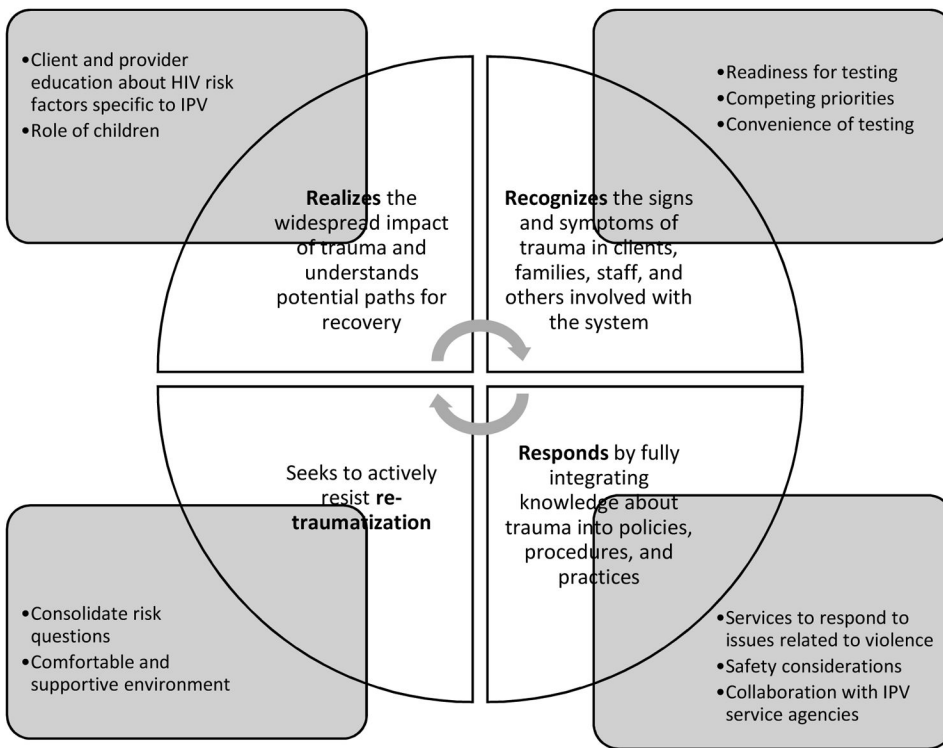 •Client and provider
education about HIV risk
factors specific to IPV
•Role of children
•Readiness for testing
•Competing priorities
•Convenience of testing
Realizes the
widespread impact
of trauma and
understands
potential paths for
recovery
Recognizes the signs
and symptoms of
trauma in clients,
families, staff, and
others involved with
the system
Seeks to actively
resist re-
traumatization
Responds by fully
integrating
knowledge about
trauma into policies,
procedures, and
practices
•Consolidate risk
questions
•Comfortable and
supportive environment
•Services to respond to
issues related to violence
•Safety considerations
•Collaboration with IPV
service agencies